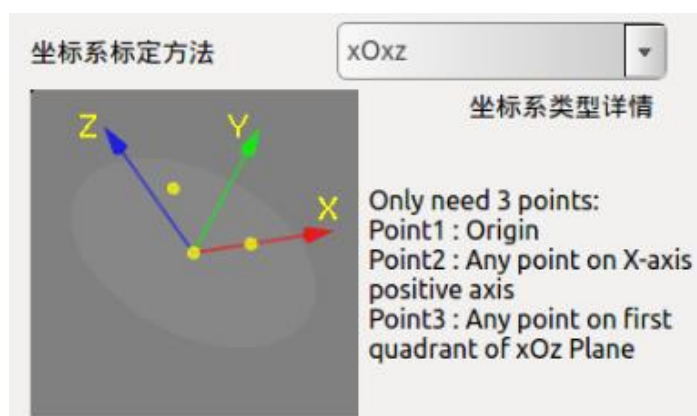 坐标系标定方法
xOxz
坐标系类型详情
Z
Y
X
Only need 3 points:
Point1 : Origin
Point2 : Any point on X-axis
positive axis
Point3 : Any point on first
quadrant of xOz Plane